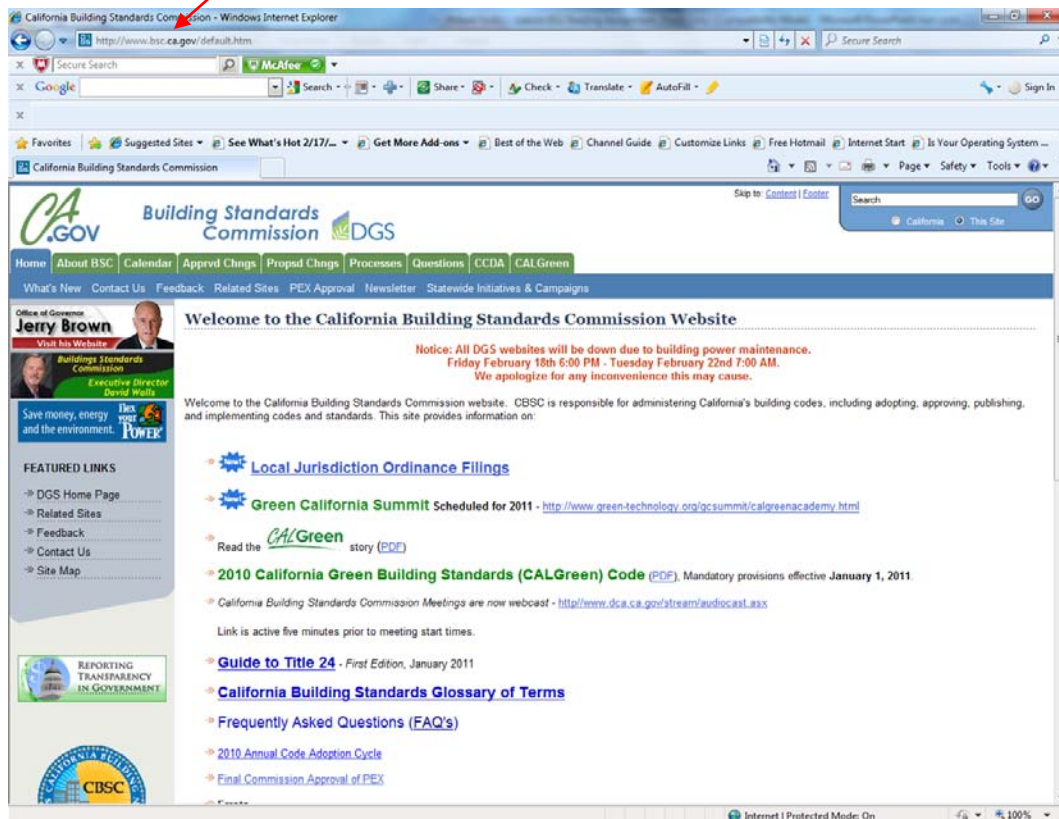 California Building Standards Commission - Windows Internet Explorer
http://www.bsc.ca.gov/default.htm
Secure Search
x Secure Search McAfee
x Google Search Share Check Translate AutoFill Sign In
x
Favorites Suggested Sites See What's Hot 2/17/... Get More Add-ons Best of the Web Channel Guide Customize Links Free Hotmail Internet Start Is Your Operating System ...
California Building Standards Commission
Page Safety Tools
CA.GOV Building Standards Commission DGS
Skip to: Content | Footer
Search GO
California This Site
Home About BSC Calendar Apprvd Chngs Propsd Chngs Processes Questions CCDA CALGreen
What's New Contact Us Feedback Related Sites PEX Approval Newsletter Statewide Initiatives & Campaigns
Office of Governor
Jerry Brown
Visit his Website
Buildings Standards
Commission
Executive Director
David Walls
Save money, energy
and the environment.
Flex
your
POWER
FEATURED LINKS
DGS Home Page
Related Sites
Feedback
Contact Us
Site Map
REPORTING
TRANSPARENCY
IN GOVERNMENT
CBSC
Welcome to the California Building Standards Commission Website
Notice: All DGS websites will be down due to building power maintenance.
Friday February 18th 6:00 PM - Tuesday February 22nd 7:00 AM.
We apologize for any inconvenience this may cause.
Welcome to the California Building Standards Commission website. CBSC is responsible for administering California's building codes, including adopting, approving, publishing,
and implementing codes and standards. This site provides information on:
New! Local Jurisdiction Ordinance Filings
New! Green California Summit Scheduled for 2011 - http://www.green-technology.org/gcsummit/calgreenacademy.html
Read the CALGreen story (PDF)
2010 California Green Building Standards (CALGreen) Code (PDF), Mandatory provisions effective January 1, 2011.
California Building Standards Commission Meetings are now webcast - http//www.dca.ca.gov/stream/audiocast.asx
Link is active five minutes prior to meeting start times.
Guide to Title 24 - First Edition, January 2011
California Building Standards Glossary of Terms
Frequently Asked Questions (FAQ's)
2010 Annual Code Adoption Cycle
Final Commission Approval of PEX
Internet | Protected Mode: On 100%